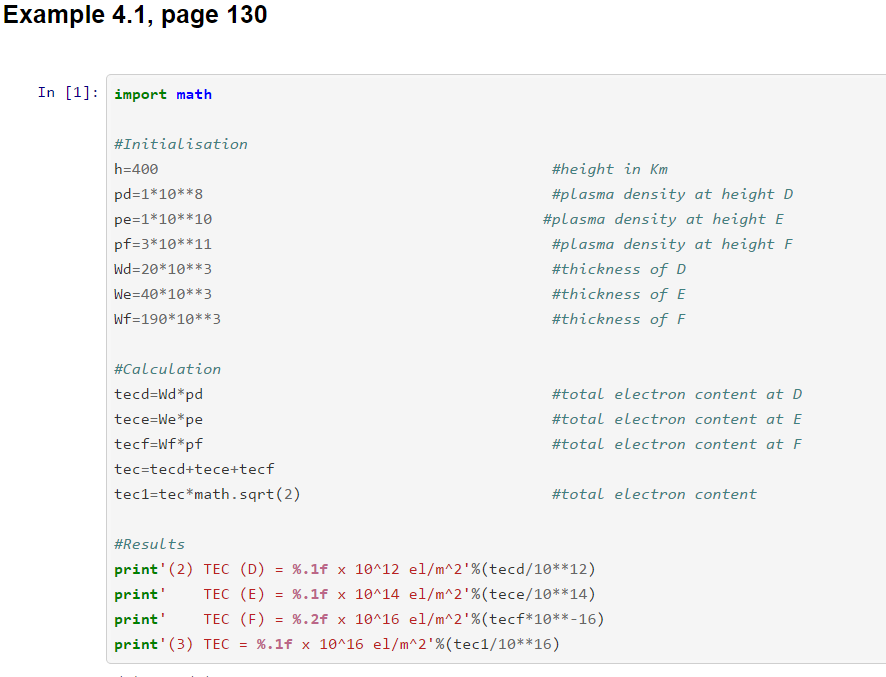 Example 4.1, page 130
In [1]: import math
#Initialisation
h=400 #height in Km
pd=1*10**8 #plasma density at height D
pe=1*10**10 #plasma density at height E
pf=3*10**11 #plasma density at height F
Wd=20*10**3 #thickness of D
We=40*10**3 #thickness of E
Wf=190*10**3 #thickness of F
#Calculation
tecd=Wd*pd #total electron content at D
tece=We*pe #total electron content at E
tecf=Wf*pf #total electron content at F
tec=tecd+tece+tecf
tec1=tec*math.sqrt(2) #total electron content
#Results
print'(2) TEC (D) = %.1f x 10^12 el/m^2'%(tecd/10**12)
print'    TEC (E) = %.1f x 10^14 el/m^2'%(tece/10**14)
print'    TEC (F) = %.2f x 10^16 el/m^2'%(tecf*10**-16)
print'(3) TEC = %.1f x 10^16 el/m^2'%(tec1/10**16)